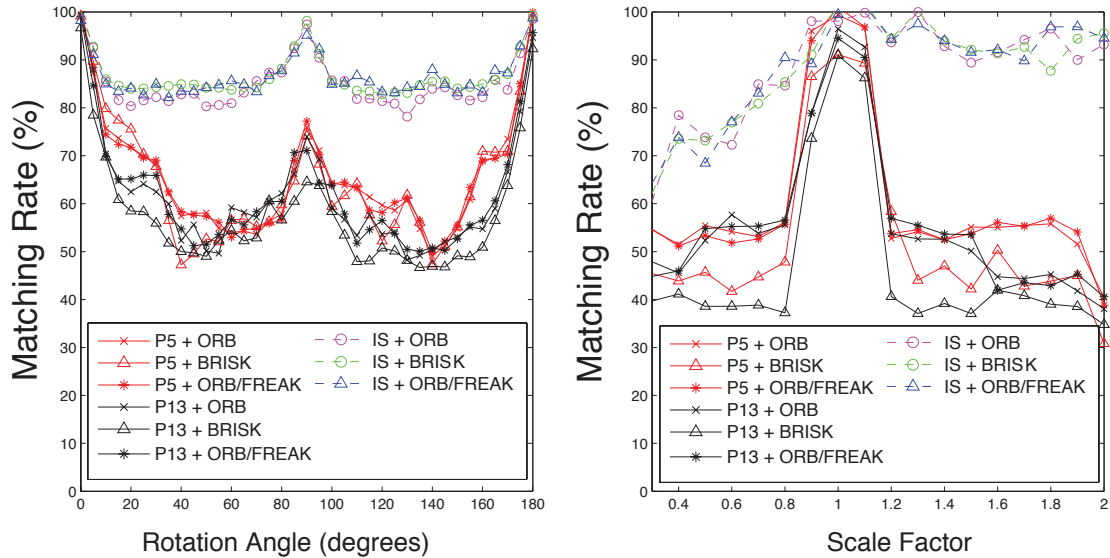 Matching Rate (%)
100
90
80
70
60
50
40
30
20
10
0
P5 + ORB
P5 + BRISK
P5 + ORB/FREAK
P13 + ORB
P13 + BRISK
P13 + ORB/FREAK
IS + ORB
IS + BRISK
IS + ORB/FREAK
0 20 40 60 80 100 120 140 160 180
Rotation Angle (degrees)
Matching Rate (%)
100
90
80
70
60
50
40
30
20
10
0
P5 + ORB
P5 + BRISK
P5 + ORB/FREAK
P13 + ORB
P13 + BRISK
P13 + ORB/FREAK
IS + ORB
IS + BRISK
IS + ORB/FREAK
0.4 0.6 0.8 1 1.2 1.4 1.6 1.8 2
Scale Factor